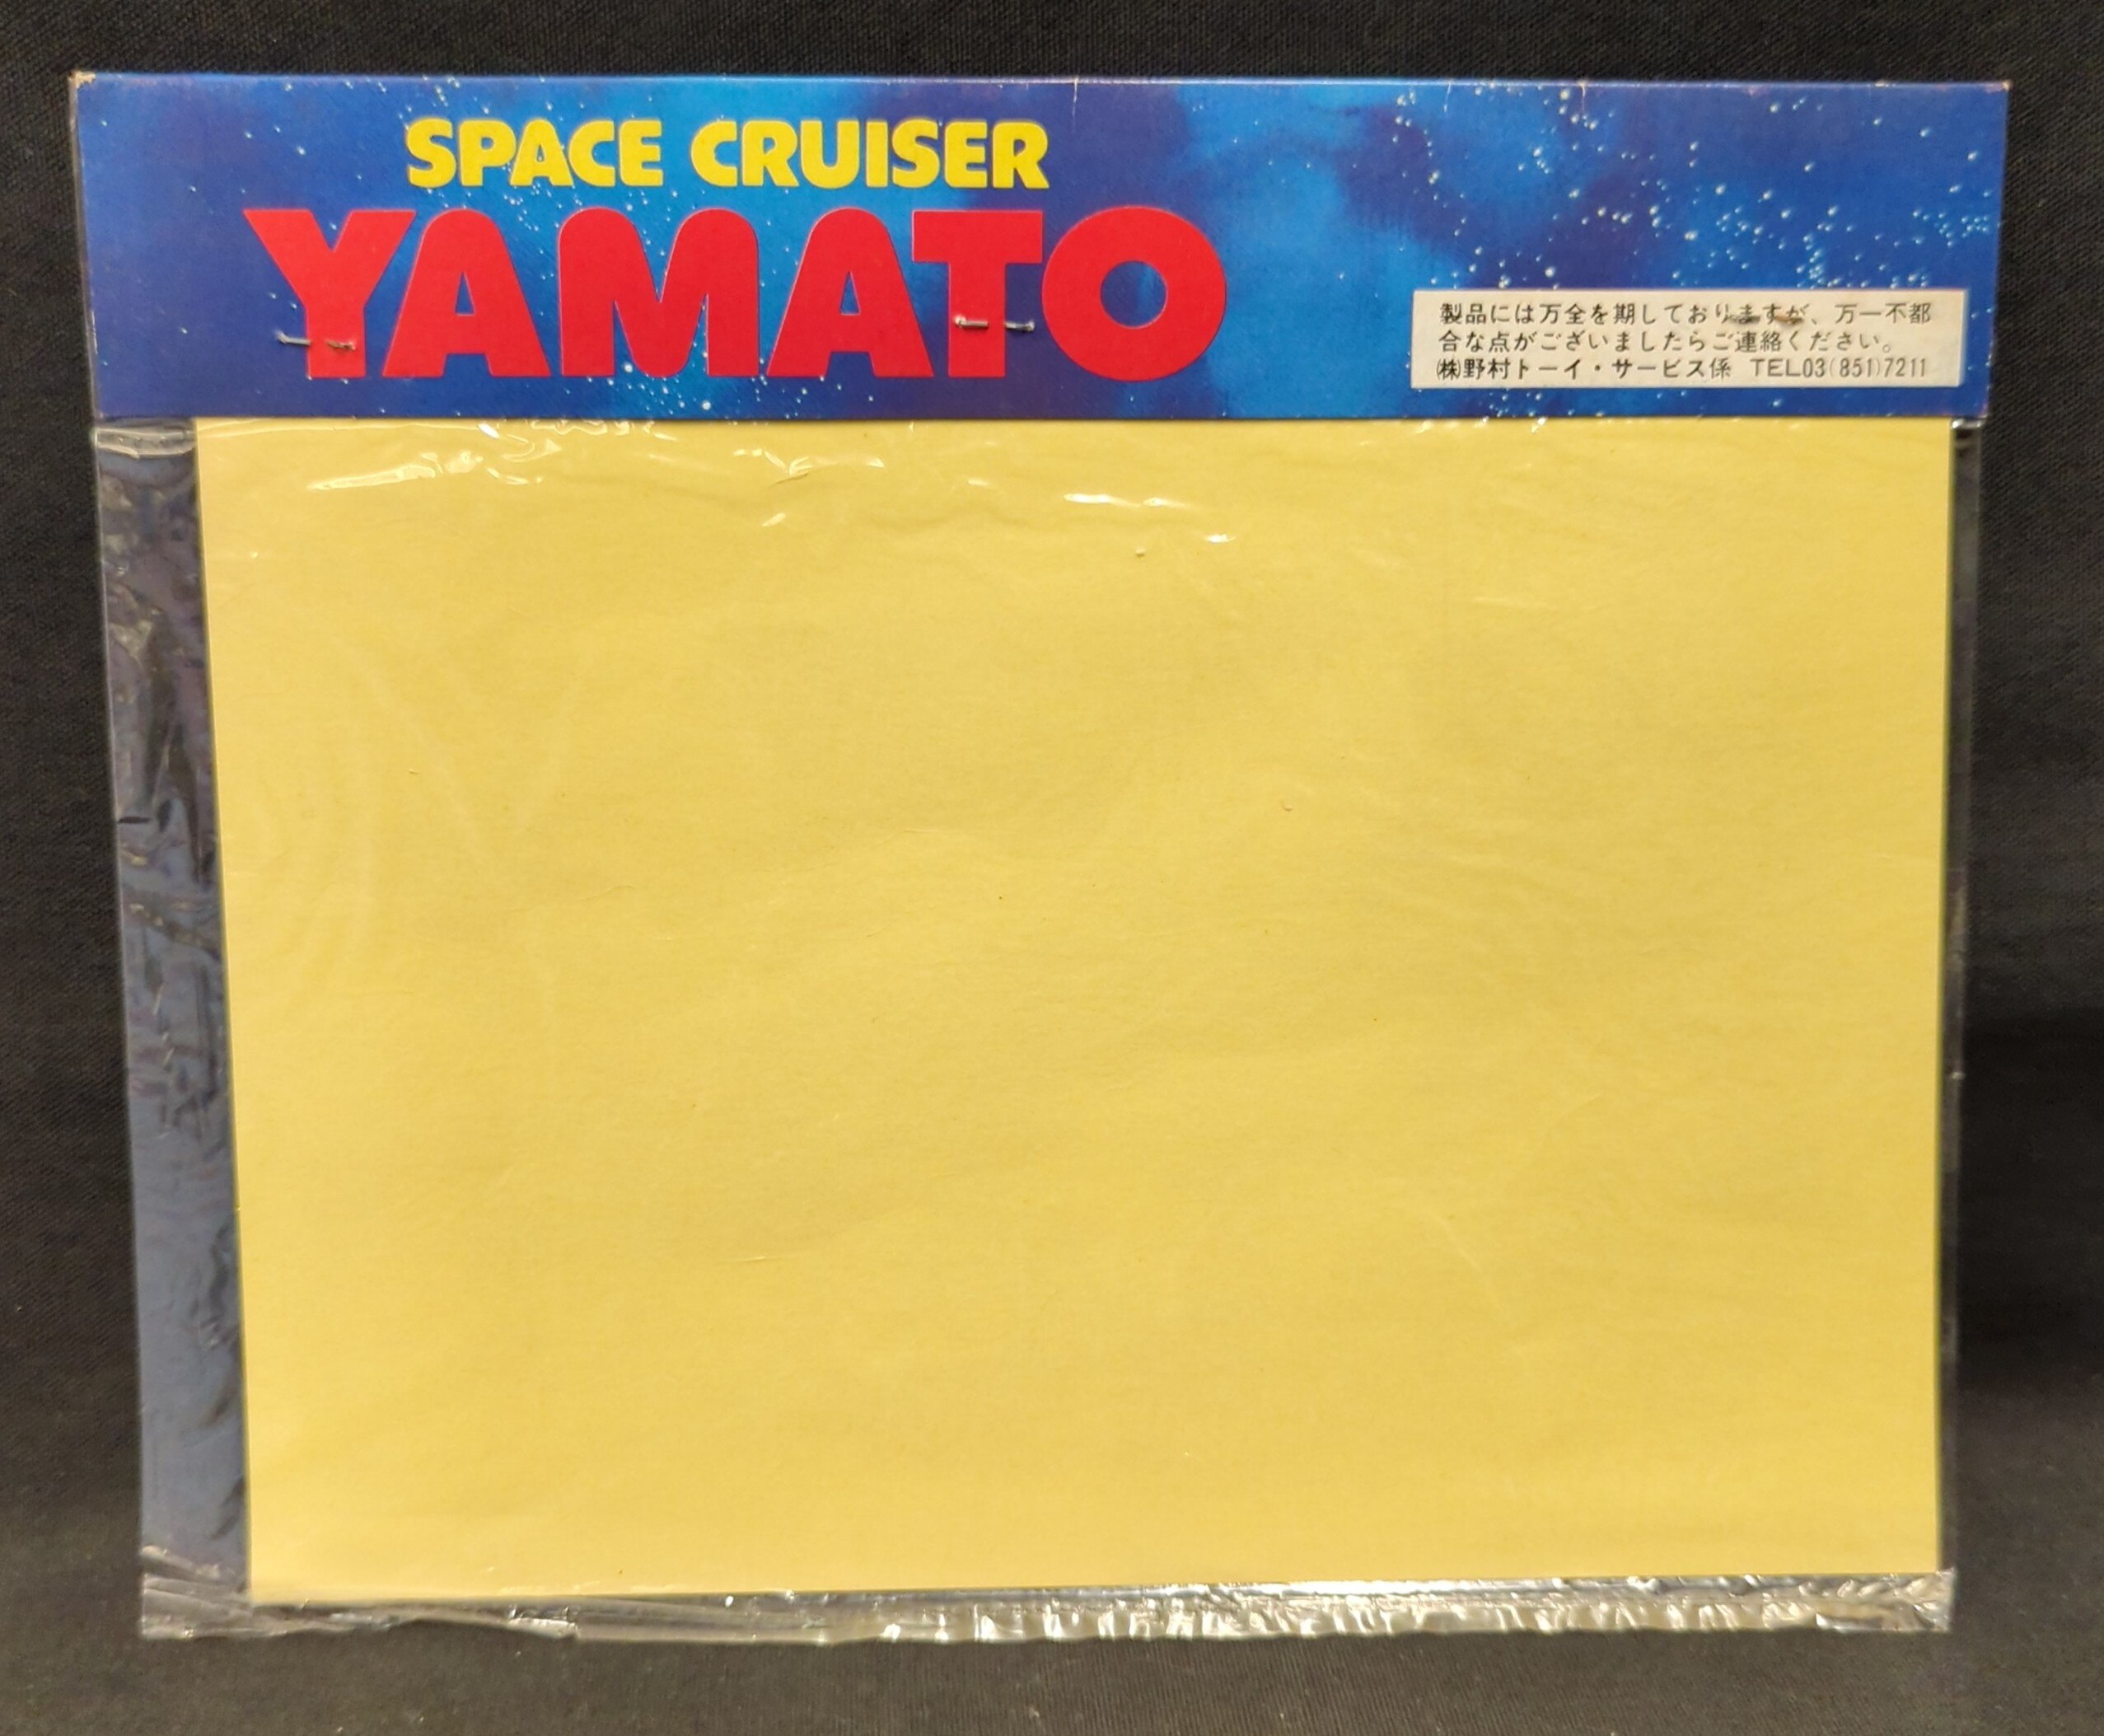 SPACE CRUISER
YAMATO
製品には万全を期しておりますが、万一不都
合な点がございましたらご連絡ください。
㈱野村トーイ・サービス係 TEL03(851)7211